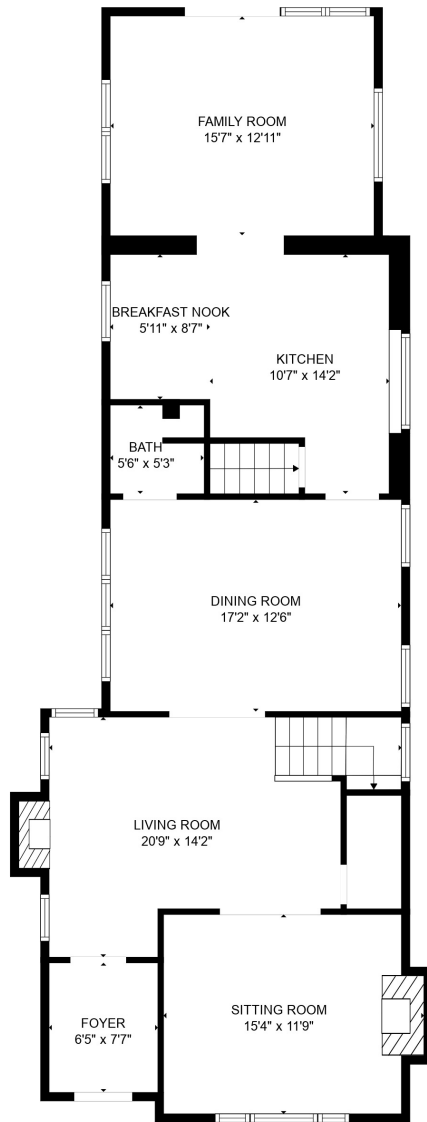 FAMILY ROOM
15'7" x 12'11"
BREAKFAST NOOK
5'11" x 8'7"
KITCHEN
10'7" x 14'2"
BATH
5'6" x 5'3"
DINING ROOM
17'2" x 12'6"
LIVING ROOM
20'9" x 14'2"
SITTING ROOM
15'4" x 11'9"
FOYER
6'5" x 7'7"